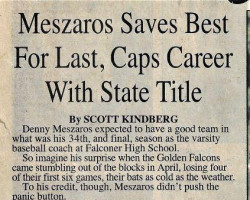 Meszaros Saves Best
For Last, Caps Career
With State Title
By SCOTT KINDBERG
Denny Meszaros expected to have a good team in
what was his 34th, and final, season as the varsity
baseball coach at Falconer High School.
So imagine his surprise when the Golden Falcons
came stumbling out of the blocks in April, losing four
of their first six games, their bats as cold as the weather.
To his credit, though, Meszaros didn't push the
panic button.